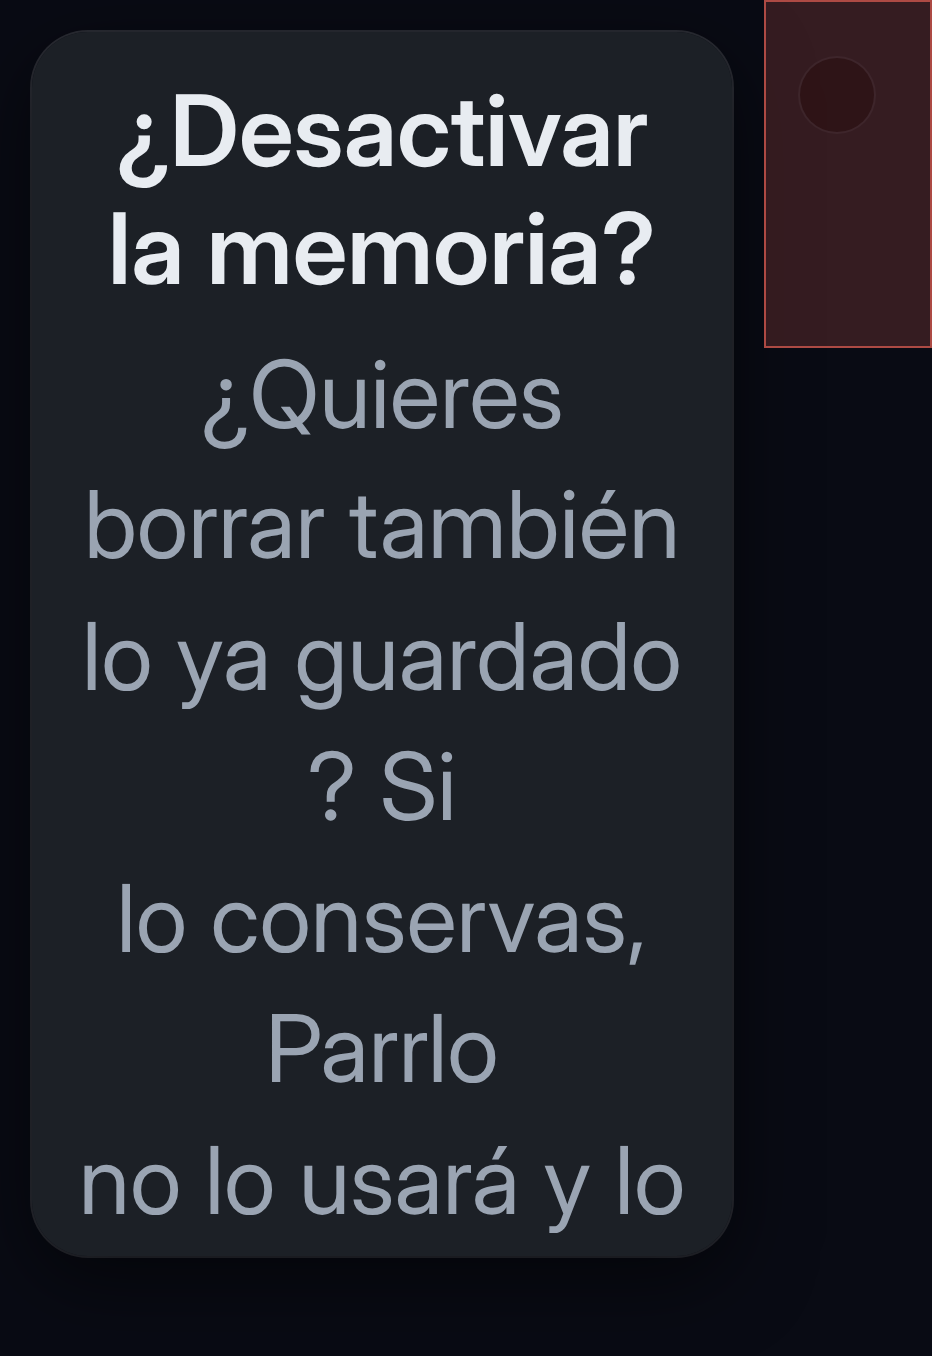 ¿Desactivar
la memoria?
¿Quieres
borrar también
lo ya guardado
? Si
lo conservas,
Parrlo
no lo usará y lo